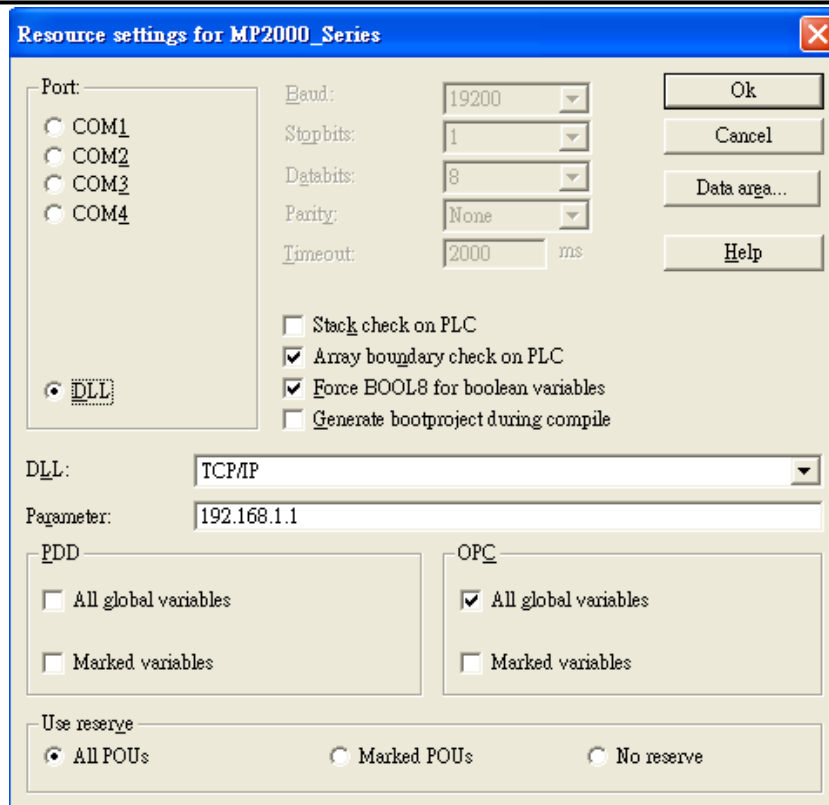 Resource settings for MP2000_Series
Port:
COM1
COM2
COM3
COM4
DLL
Baud: 19200
Stopbits: 1
Databits: 8
Parity: None
Timeout: 2000 ms
Ok
Cancel
Data area...
Help
Stack check on PLC
Array boundary check on PLC
Force BOOL8 for boolean variables
Generate bootproject during compile
DLL: TCP/IP
Parameter: 192.168.1.1
PDD
All global variables
Marked variables
OPC
All global variables
Marked variables
Use reserve
All POUs Marked POUs No reserve